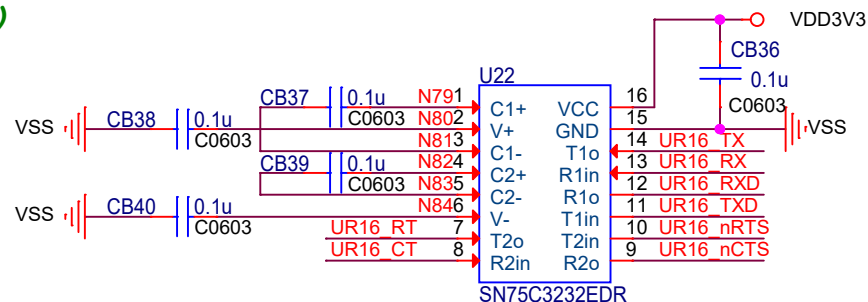 )
VDD3V3
CB36
0.1u
C0603
VSS
U22
SN75C3232EDR
CB37 0.1u C0603
CB38 0.1u C0603
VSS
CB39 0.1u C0603
CB40 0.1u C0603
VSS
N79 1 C1+ VCC 16
N80 2 V+ GND 15
N81 3 C1- T1o 14 UR16_TX
N82 4 C2+ R1in 13 UR16_RX
N83 5 C2- R1o 12 UR16_RXD
N84 6 V- T1in 11 UR16_TXD
UR16_RT 7 T2o T2in 10 UR16_nRTS
UR16_CT 8 R2in R2o 9 UR16_nCTS